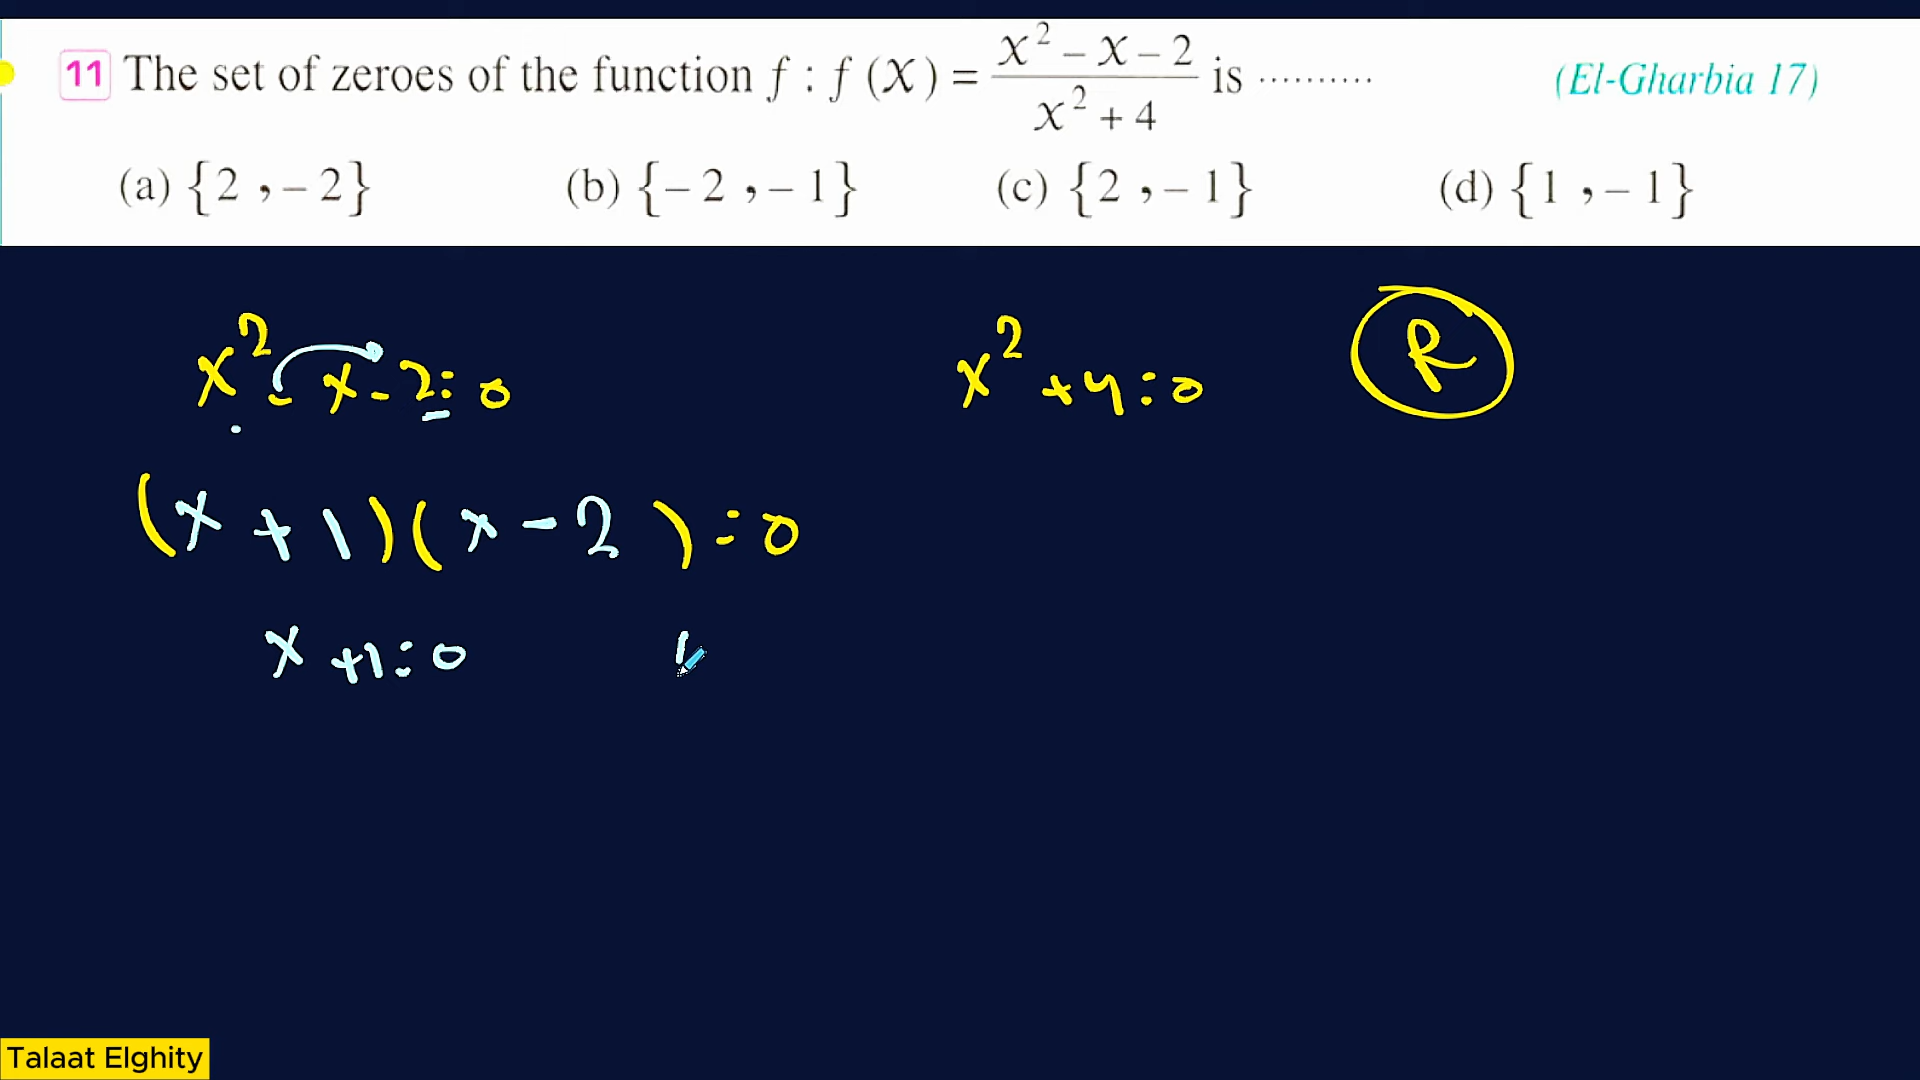 11 The set of zeroes of the function f : f (X) = (X² – X – 2)/(X² + 4) is .......... (El-Gharbia 17)
(a) {2 , – 2} (b) {– 2 , – 1} (c) {2 , – 1} (d) {1 , – 1}
x² - x - 2 = 0 x² + 4 = 0 R
(x + 1)(x - 2) = 0
x + 1 = 0
Talaat Elghity